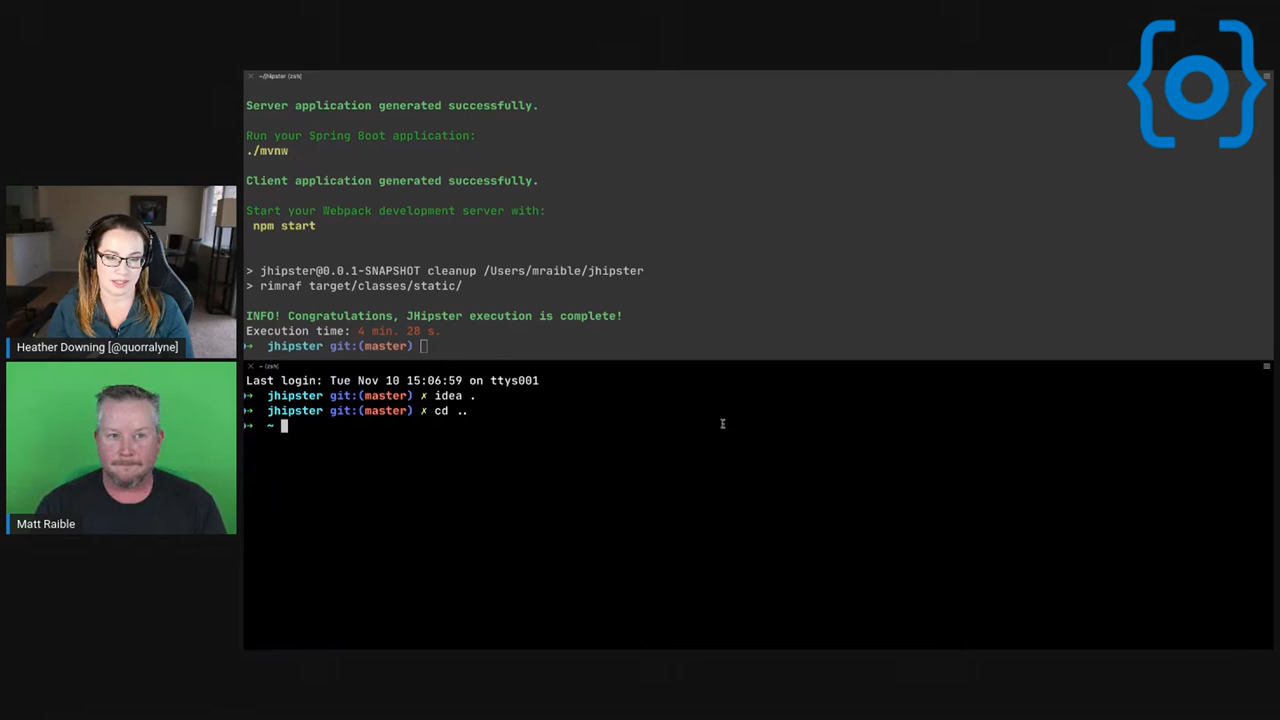 ~/jhipster (zsh)
Server application generated successfully.
Run your Spring Boot application:
./mvnw
Client application generated successfully.
Start your Webpack development server with:
npm start
> jhipster@0.0.1-SNAPSHOT cleanup /Users/mraible/jhipster
> rimraf target/classes/static/
INFO! Congratulations, JHipster execution is complete!
Execution time: 4 min. 28 s.
→ jhipster git:(master)
~ (zsh)
Last login: Tue Nov 10 15:06:59 on ttys001
→ jhipster git:(master) ✗ idea .
→ jhipster git:(master) ✗ cd ..
→ ~
Heather Downing [@quorralyne]
Matt Raible